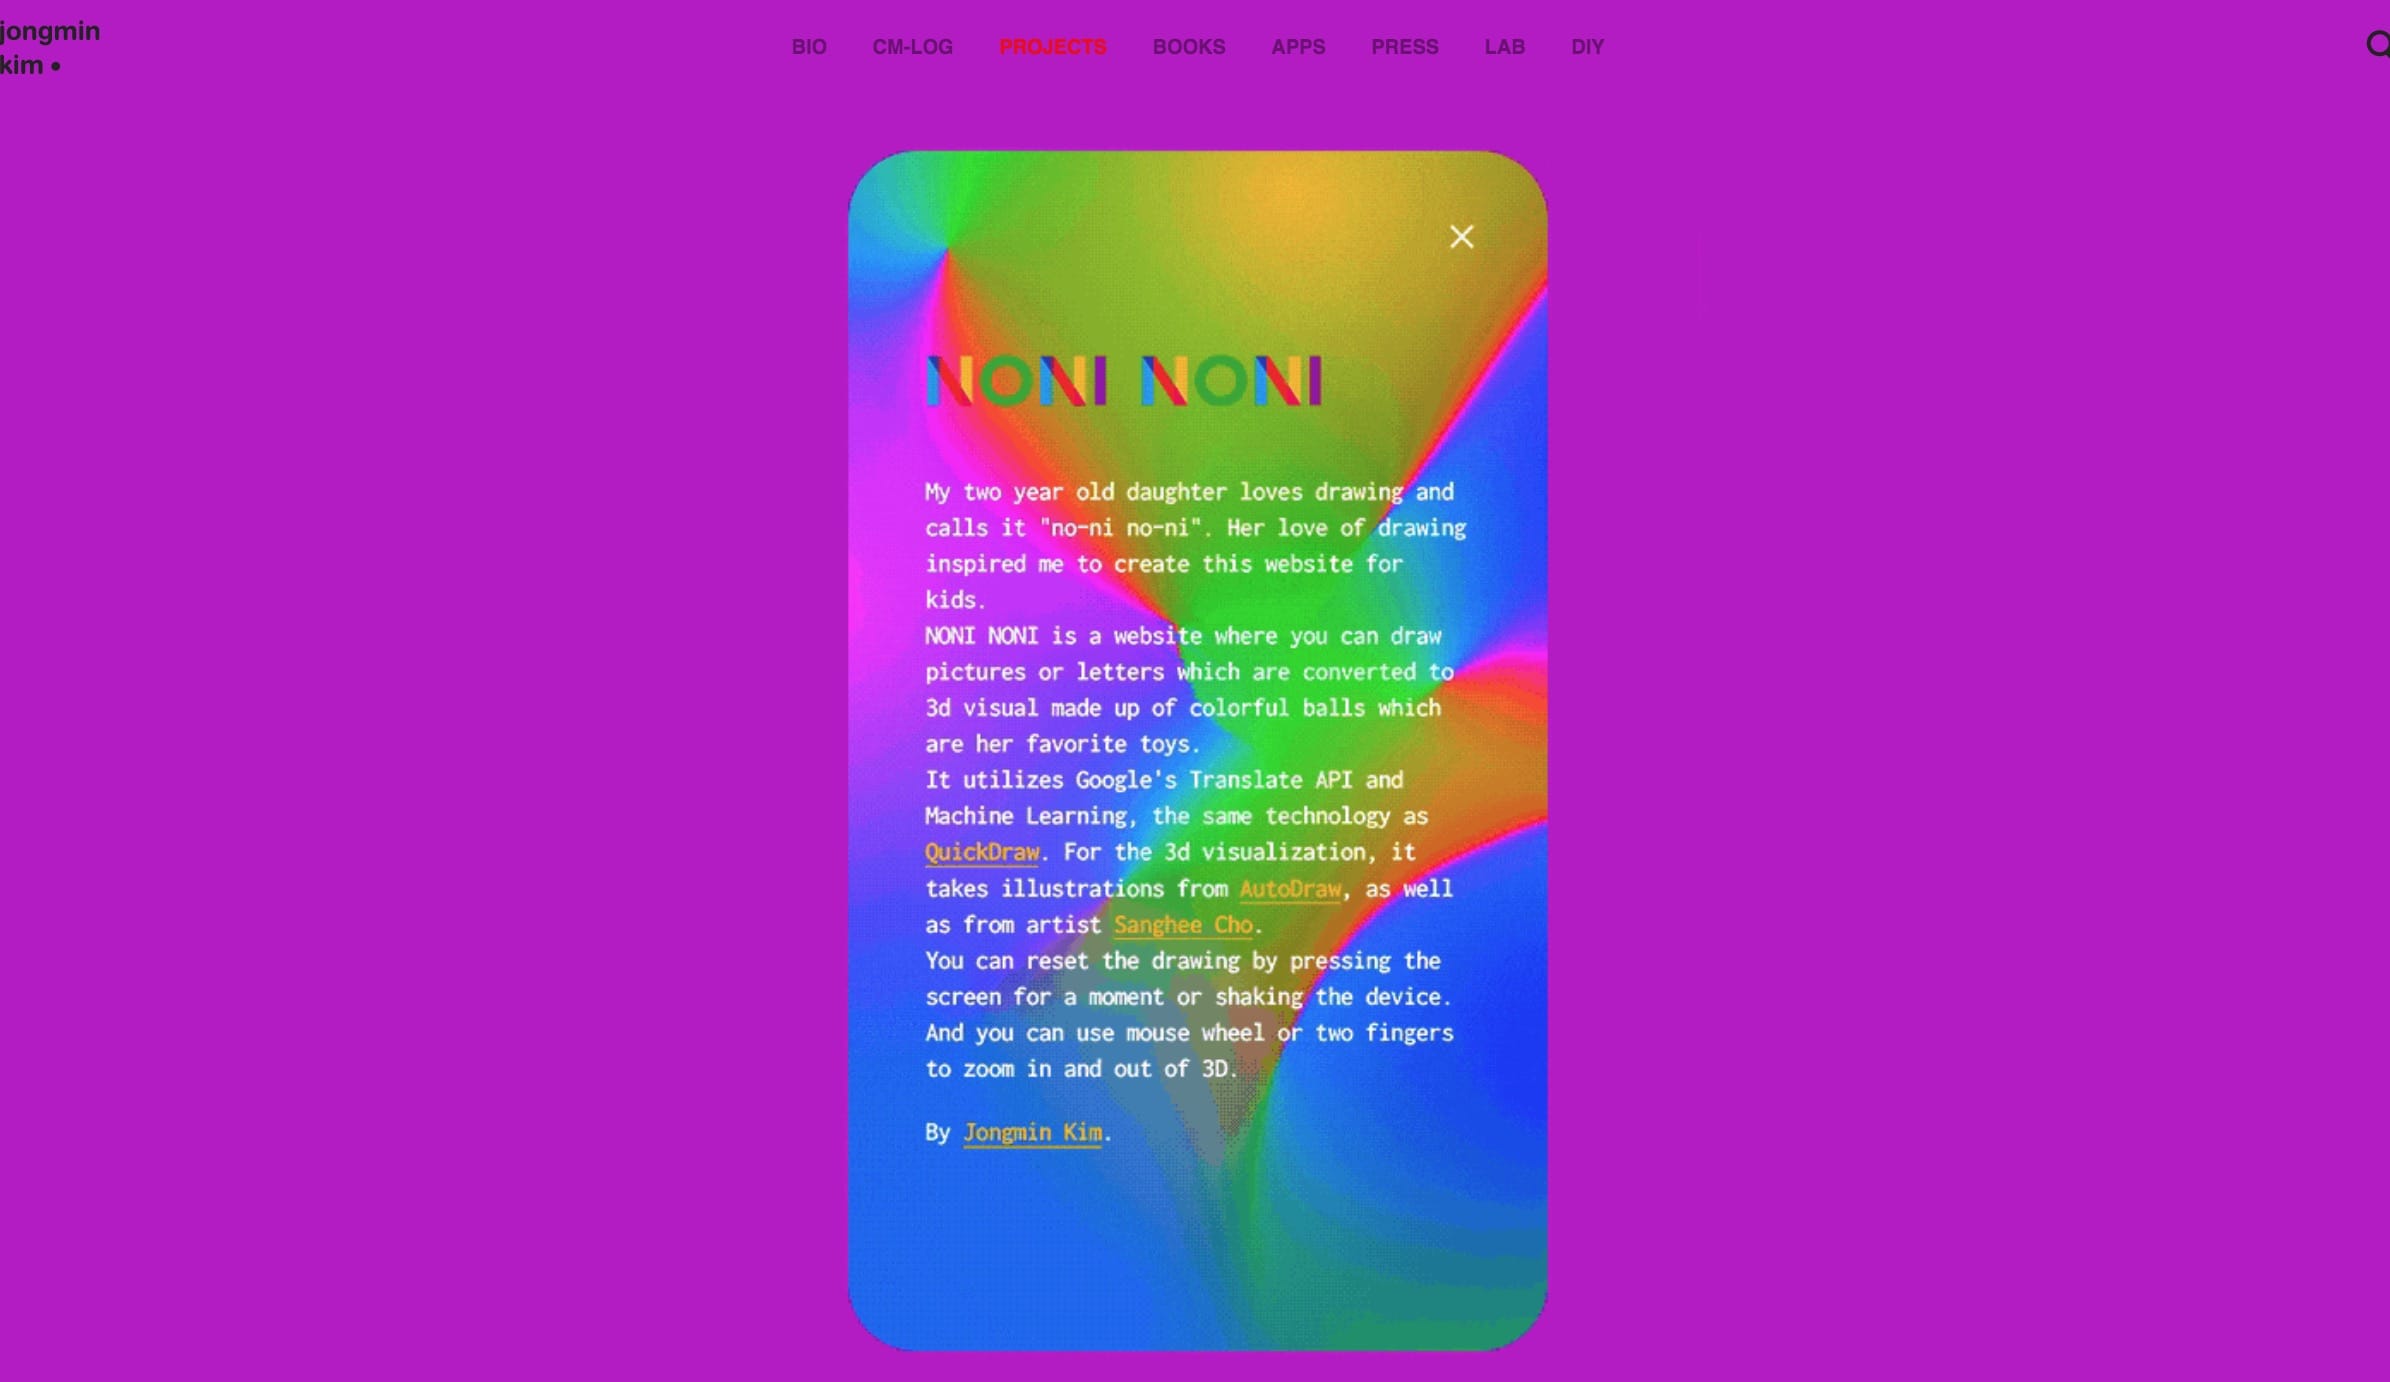 jongmin
kim •
BIO CM-LOG PROJECTS BOOKS APPS PRESS LAB DIY
NONI NONI
My two year old daughter loves drawing and
calls it "no-ni no-ni". Her love of drawing
inspired me to create this website for
kids.
NONI NONI is a website where you can draw
pictures or letters which are converted to
3d visual made up of colorful balls which
are her favorite toys.
It utilizes Google's Translate API and
Machine Learning, the same technology as
QuickDraw. For the 3d visualization, it
takes illustrations from AutoDraw, as well
as from artist Sanghee Cho.
You can reset the drawing by pressing the
screen for a moment or shaking the device.
And you can use mouse wheel or two fingers
to zoom in and out of 3D.
By Jongmin Kim.